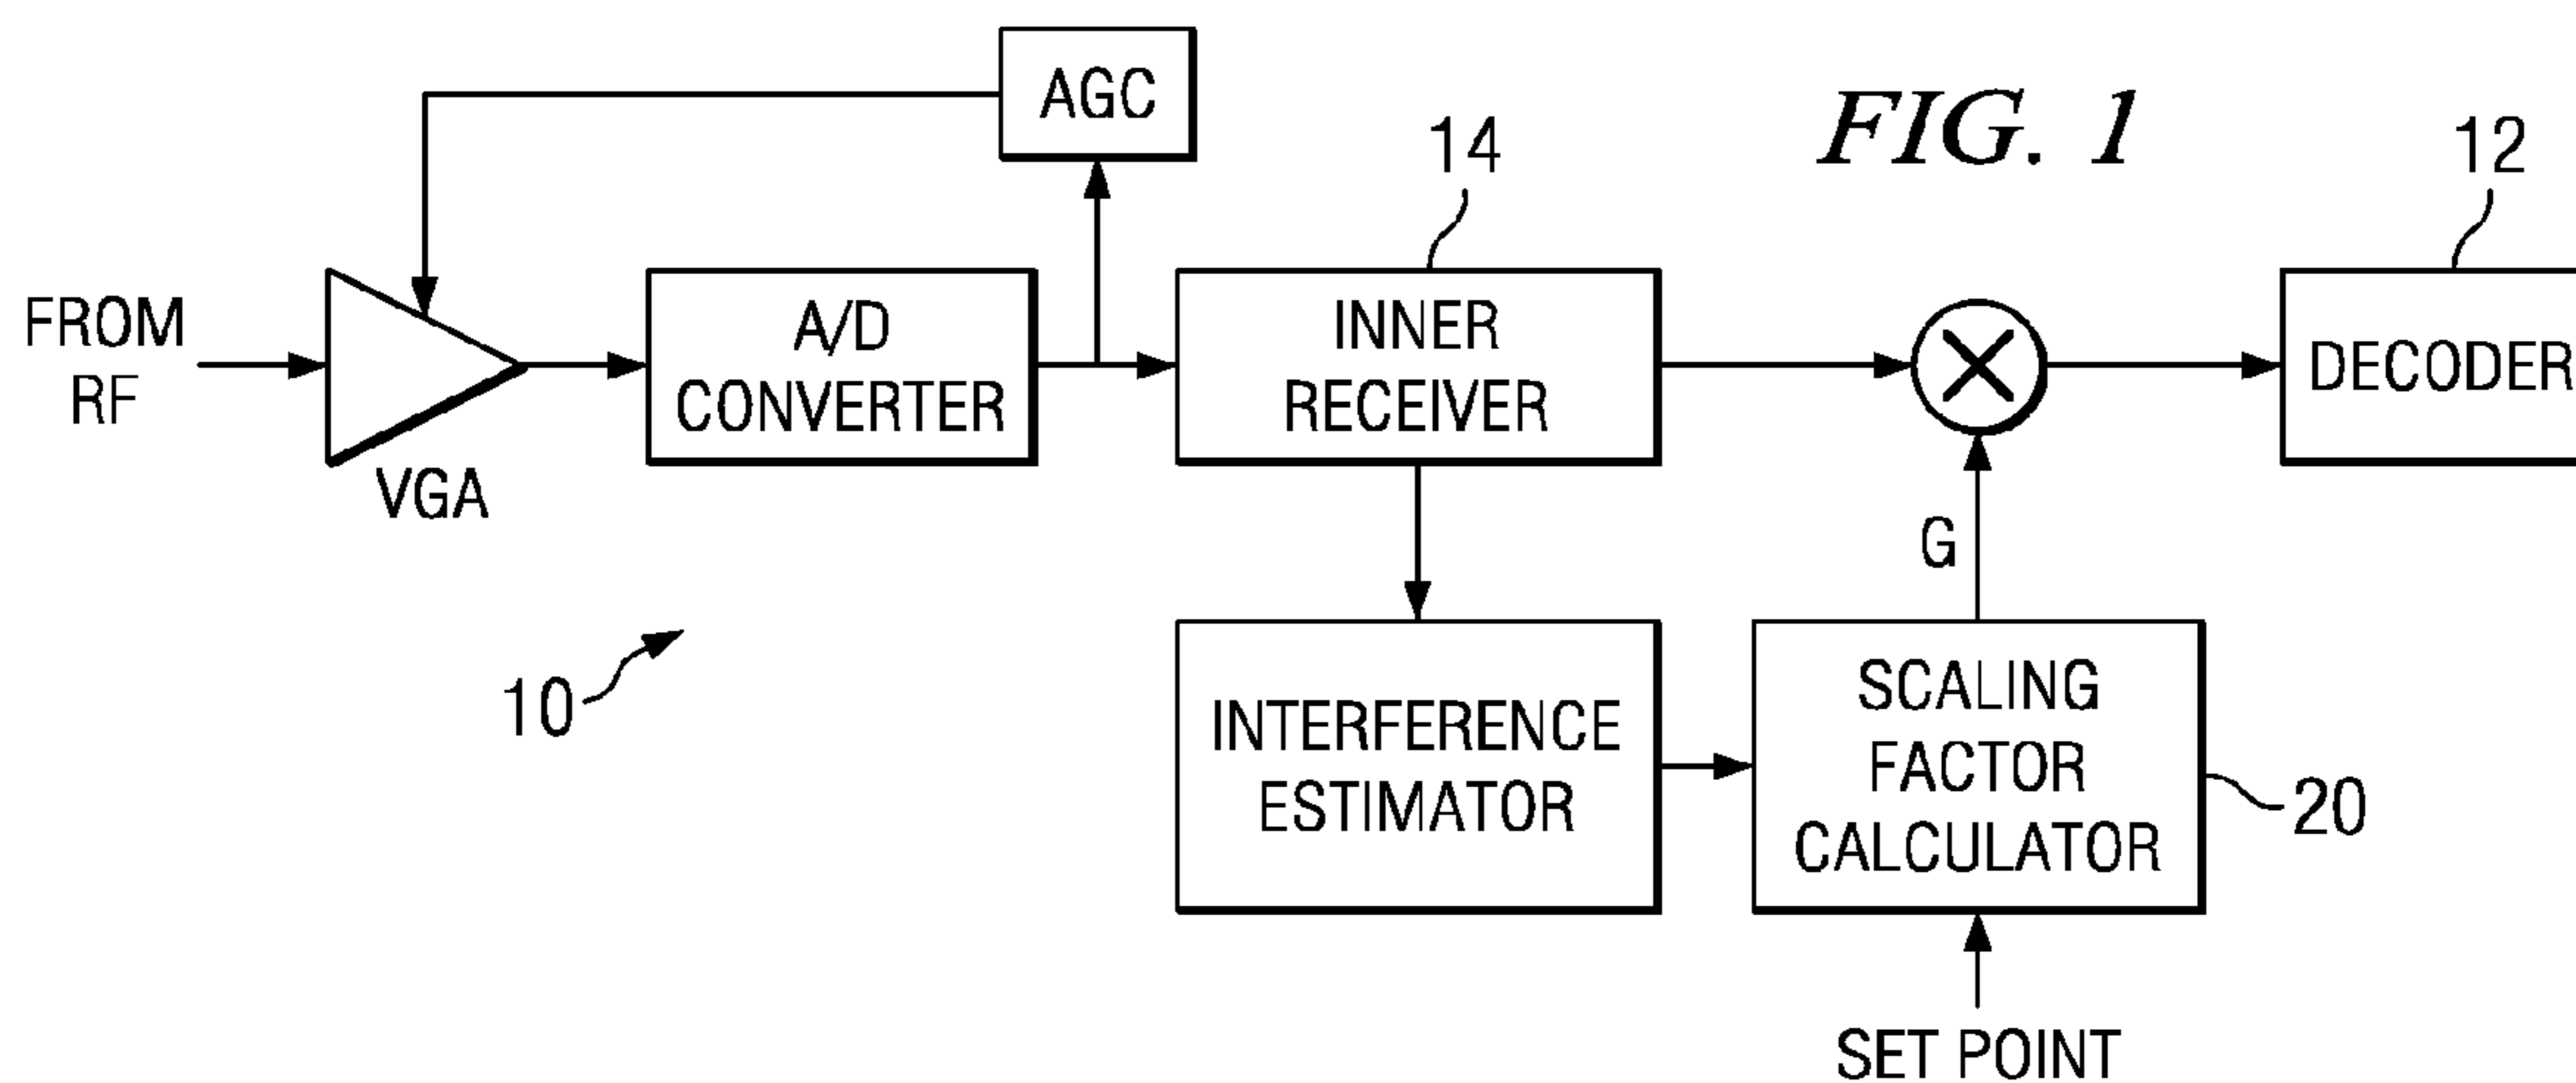 AGC
FIG. 1
14
12
FROM
RF
VGA
A/D
CONVERTER
INNER
RECEIVER
DECODER
G
10
INTERFERENCE
ESTIMATOR
SCALING
FACTOR
CALCULATOR
20
SET POINT